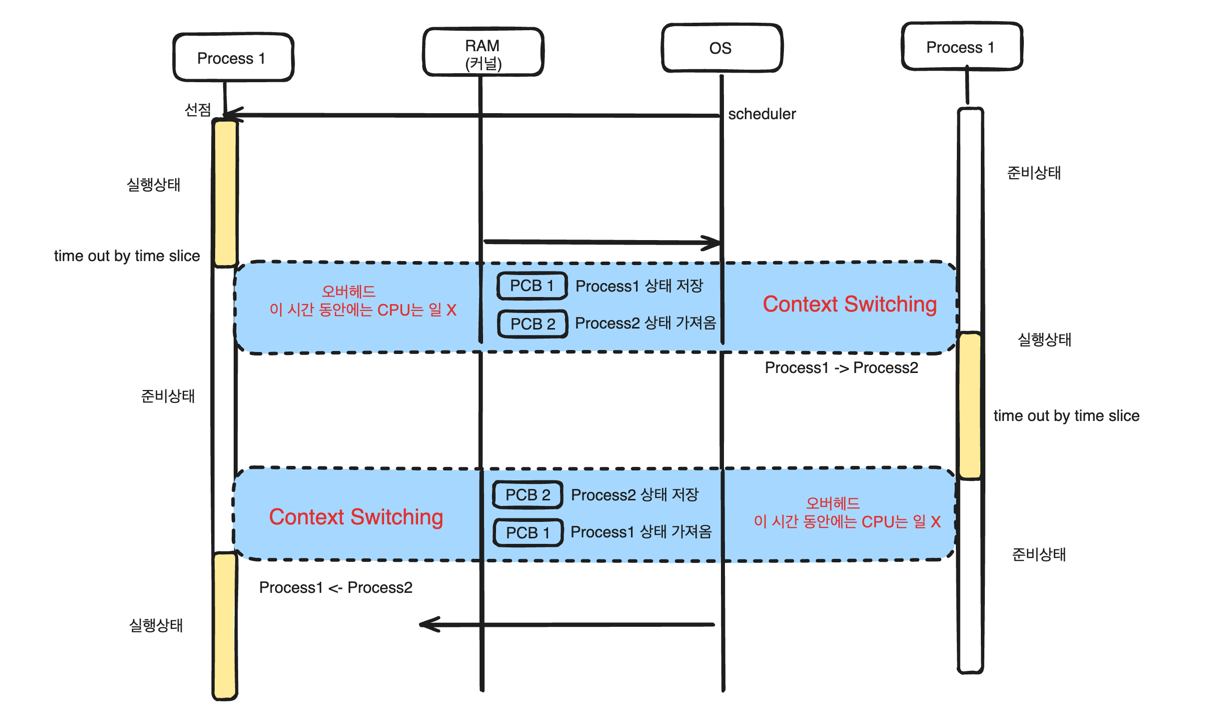 Process 1
RAM
(커널)
OS
Process 1
선점
scheduler
실행상태
준비상태
time out by time slice
오버헤드
이 시간 동안에는 CPU는 일 X
PCB 1
Process1 상태 저장
PCB 2
Process2 상태 가져옴
Context Switching
실행상태
Process1 -> Process2
준비상태
time out by time slice
Context Switching
PCB 2
Process2 상태 저장
PCB 1
Process1 상태 가져옴
오버헤드
이 시간 동안에는 CPU는 일 X
준비상태
Process1 <- Process2
실행상태